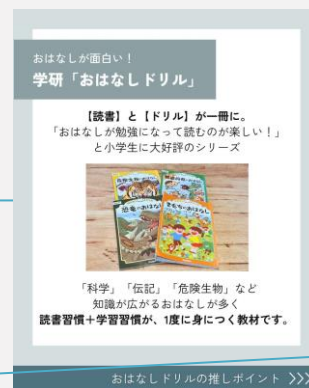 おはなしが面白い！
学研「おはなしドリル」
【読書】と【ドリル】が一冊に。
「おはなしが勉強になって読むのが楽しい！」
と小学生に大好評のシリーズ
「科学」「伝記」「危険生物」など
知識が広がるおはなしが多く
読書習慣＋学習習慣が、1度に身につく教材です。
おはなしドリルの推しポイント >>>